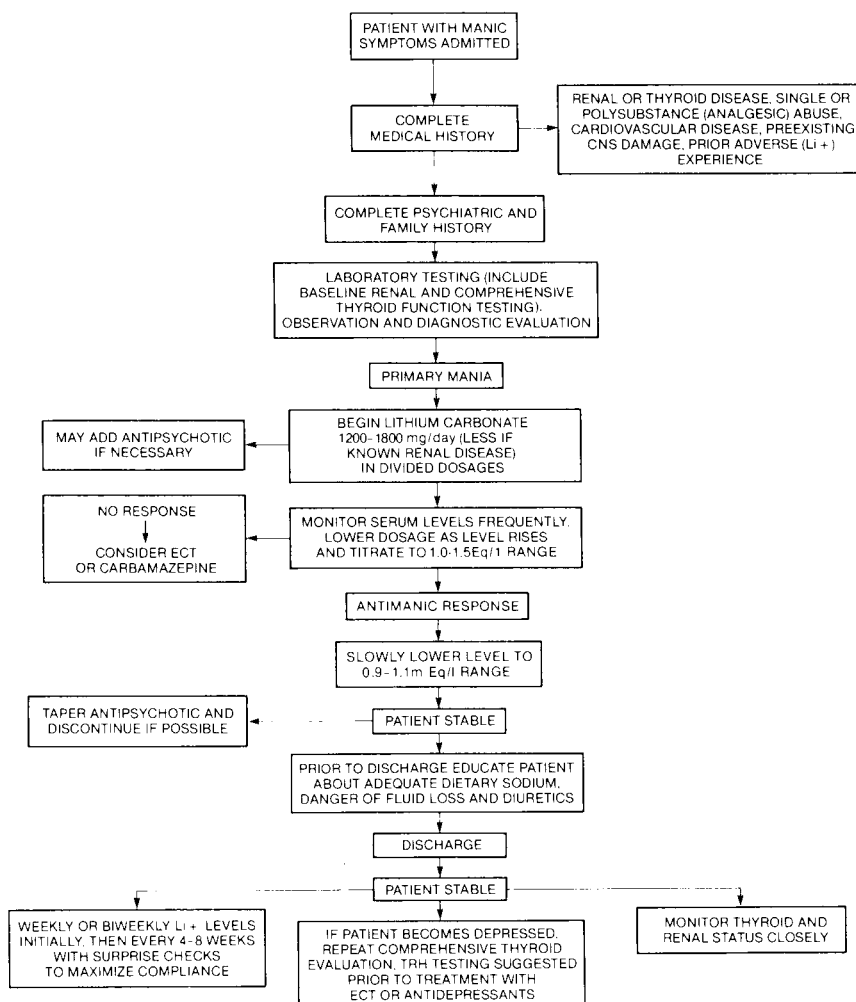 PATIENT WITH MANIC
SYMPTOMS ADMITTED
COMPLETE
MEDICAL HISTORY
RENAL OR THYROID DISEASE, SINGLE OR
POLYSUBSTANCE (ANALGESIC) ABUSE,
CARDIOVASCULAR DISEASE, PREEXISTING
CNS DAMAGE, PRIOR ADVERSE (Li +)
EXPERIENCE
COMPLETE PSYCHIATRIC AND
FAMILY HISTORY
LABORATORY TESTING (INCLUDE
BASELINE RENAL AND COMPREHENSIVE
THYROID FUNCTION TESTING).
OBSERVATION AND DIAGNOSTIC EVALUATION
PRIMARY MANIA
BEGIN LITHIUM CARBONATE
1200-1800 mg/day (LESS IF
KNOWN RENAL DISEASE)
IN DIVIDED DOSAGES
MAY ADD ANTIPSYCHOTIC
IF NECESSARY
MONITOR SERUM LEVELS FREQUENTLY,
LOWER DOSAGE AS LEVEL RISES
AND TITRATE TO 1.0-1.5Eq/1 RANGE
NO RESPONSE
CONSIDER ECT
OR CARBAMAZEPINE
ANTIMANIC RESPONSE
SLOWLY LOWER LEVEL TO
0.9-1.1m Eq/l RANGE
PATIENT STABLE
TAPER ANTIPSYCHOTIC AND
DISCONTINUE IF POSSIBLE
PRIOR TO DISCHARGE EDUCATE PATIENT
ABOUT ADEQUATE DIETARY SODIUM,
DANGER OF FLUID LOSS AND DIURETICS
DISCHARGE
PATIENT STABLE
WEEKLY OR BIWEEKLY Li + LEVELS
INITIALLY, THEN EVERY 4-8 WEEKS
WITH SURPRISE CHECKS
TO MAXIMIZE COMPLIANCE
IF PATIENT BECOMES DEPRESSED,
REPEAT COMPREHENSIVE THYROID
EVALUATION, TRH TESTING SUGGESTED
PRIOR TO TREATMENT WITH
ECT OR ANTIDEPRESSANTS
MONITOR THYROID AND
RENAL STATUS CLOSELY